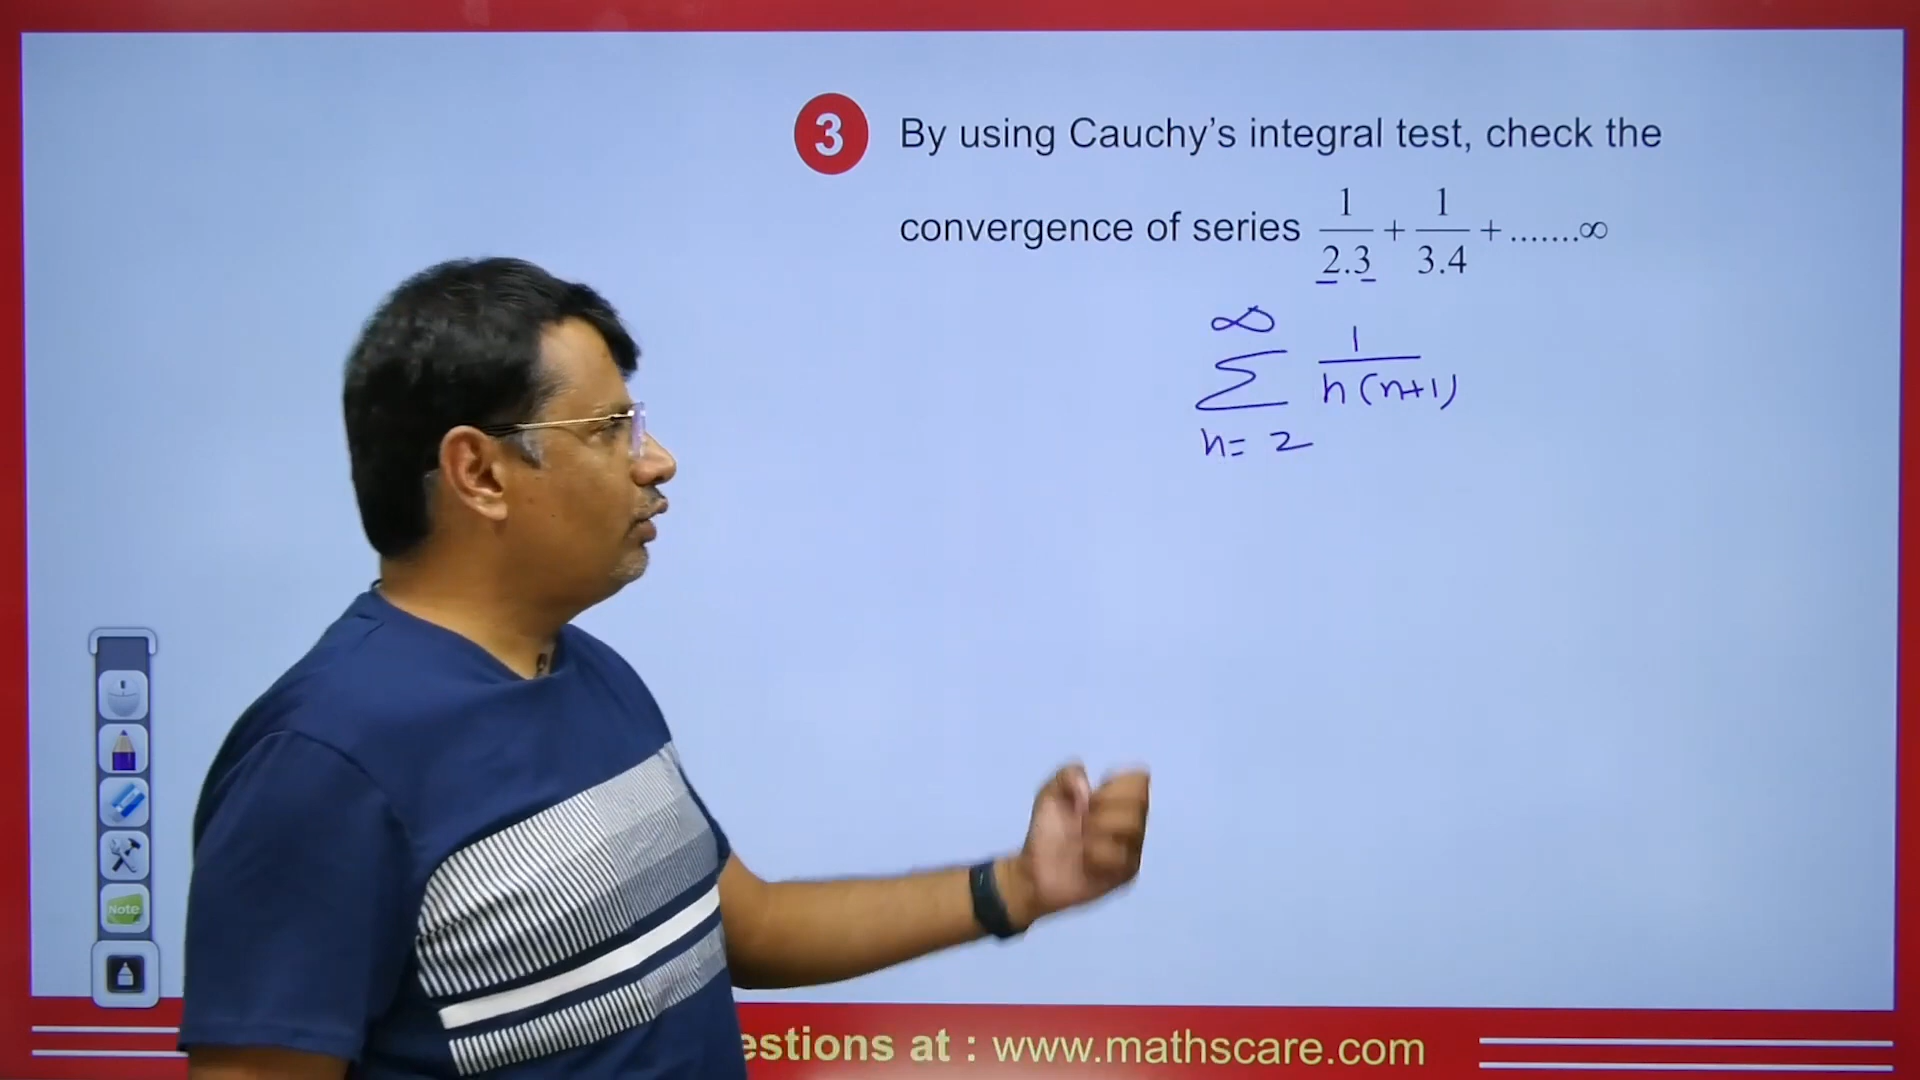 3 By using Cauchy’s integral test, check the
convergence of series 1/2.3 + 1/3.4 + .......∞
∞
∑ 1/n(n+1)
n= 2
Note
estions at : www.mathscare.com